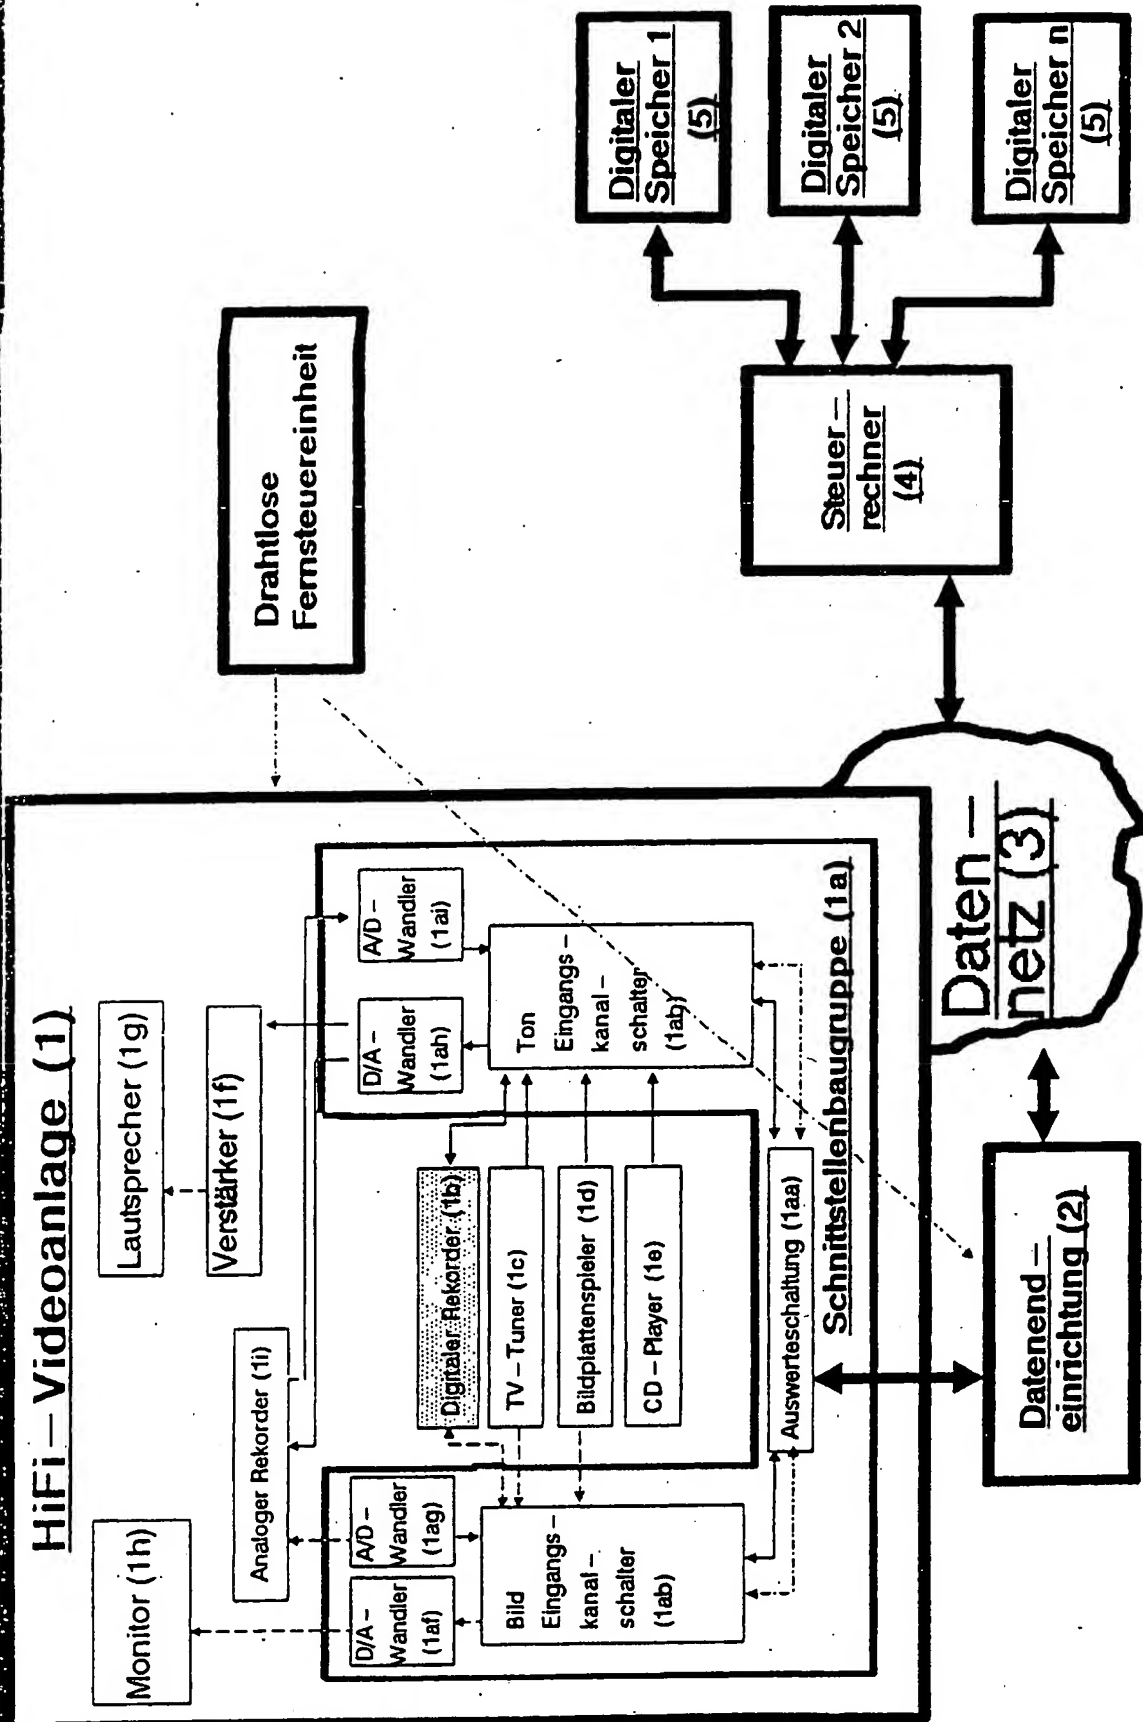 HiFi–Videoanlage (1)
Monitor (1h)
Lautsprecher (1g)
Verstärker (1f)
Analoger Rekorder (1i)
D/A–
Wandler
(1af)
A/D–
Wandler
(1ag)
D/A–
Wandler
(1ah)
A/D–
Wandler
(1ai)
Bild
Eingangs–
kanal–
schalter
(1ab)
Digitaler Rekorder (1b)
TV–Tuner (1c)
Bildplattenspieler (1d)
CD–Player (1e)
Ton
Eingangs–
kanal–
schalter
(1ab)
Auswerteschaltung (1aa)
Schnittstellenbaugruppe (1a)
Drahtlose
Fernsteuereinheit
Datenend–
einrichtung (2)
Daten–
netz (3)
Steuer–
rechner
(4)
Digitaler
Speicher 1
(5)
Digitaler
Speicher 2
(5)
Digitaler
Speicher n
(5)